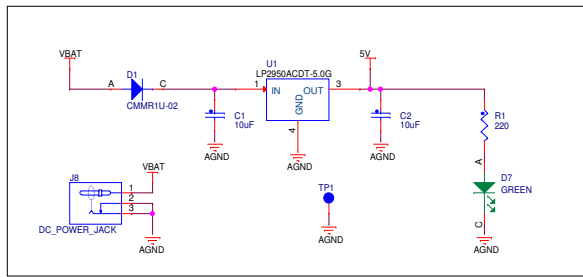 VBAT
D1
A
C
CMMR1U-02
C1
10uF
AGND
U1
LP2950ACDT-5.0G
1
IN
OUT
3
GND
4
AGND
5V
C2
10uF
AGND
R1
220
A
D7
GREEN
C
AGND
J8
VBAT
1
2
3
DC_POWER_JACK
AGND
TP1
AGND